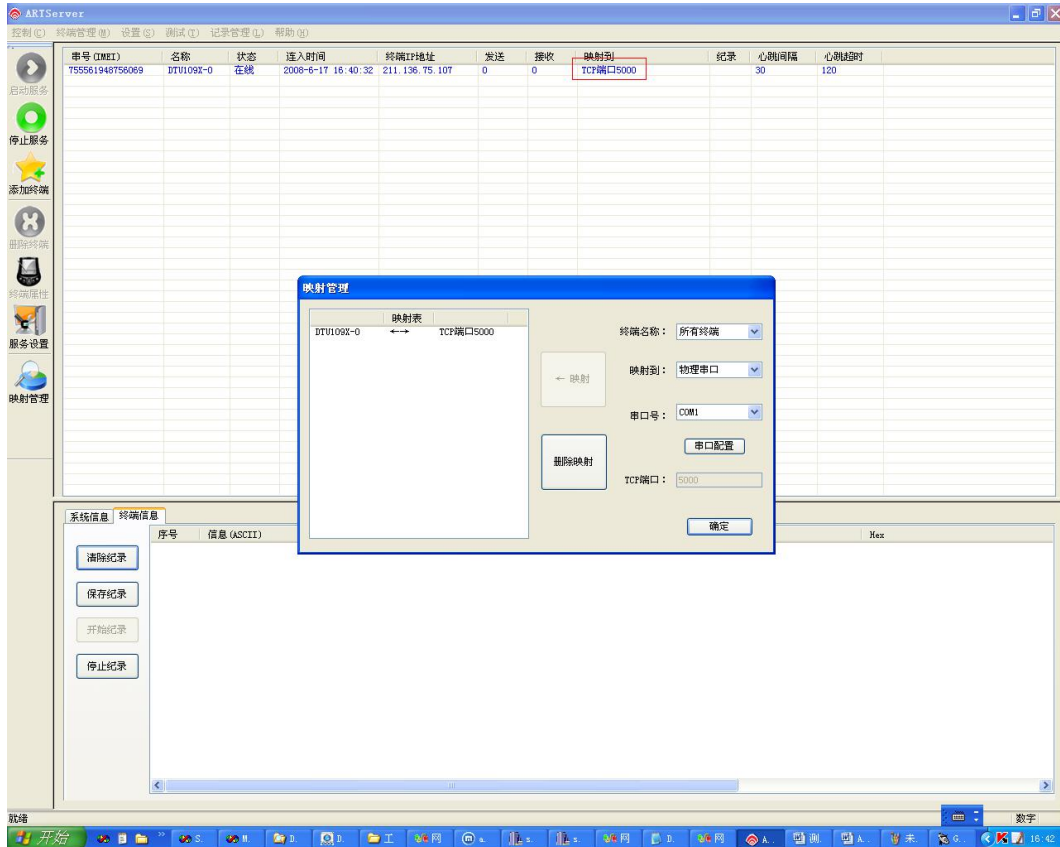 ARTServer
控制(C) 终端管理(M) 设置(S) 测试(T) 记录管理(L) 帮助(H)
串号(IMEI) 名称 状态 连入时间 终端IP地址 发送 接收 映射到 纪录 心跳间隔 心跳超时
755561948756069 DTU109X-0 在线 2008-6-17 16:40:32 211.136.75.107 0 0 TCP端口5000 30 120
启动服务
停止服务
添加终端
删除终端
终端属性
服务设置
映射管理
映射管理
映射表
DTU109X-0 ←→ TCP端口5000
终端名称： 所有终端
← 映射
映射到： 物理串口
串口号： COM1
串口配置
删除映射
TCP端口： 5000
确定
系统信息 终端信息
序号 信息(ASCII) Hex
清除纪录
保存纪录
开始纪录
停止纪录
就绪
数字
开始 S. M. D. D. 工 网 a. s. s. 网 D. 网 A. 测. A. 未. G. 16:42